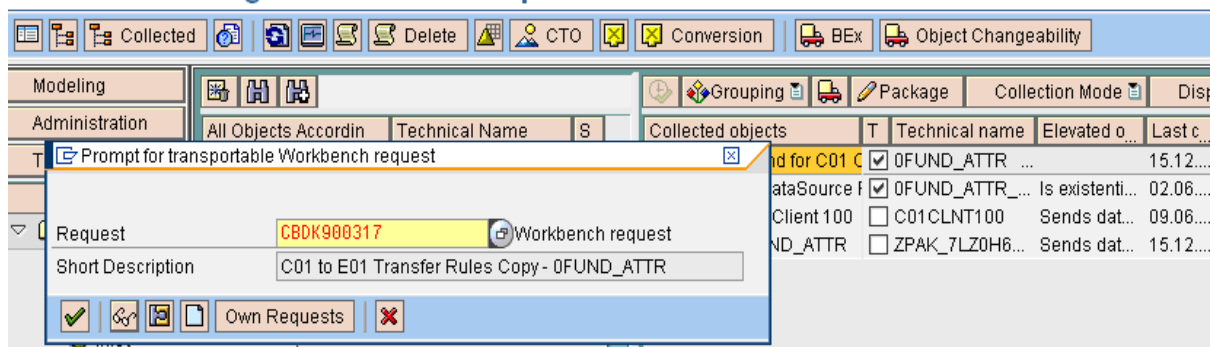 Collected Delete CTO Conversion BEx Object Changeability
Modeling
Administration
Grouping Package Collection Mode Disp
All Objects Accordin Technical Name S
Collected objects T Technical name Elevated o... Last c...
Prompt for transportable Workbench request
Request CBDK900317 Workbench request
Short Description C01 to E01 Transfer Rules Copy - 0FUND_ATTR
Own Requests
nd for C01 C 0FUND_ATTR ... 15.12....
ataSource F 0FUND_ATTR_... Is existenti... 02.06....
Client 100 C01CLNT100 Sends dat... 09.06....
ND_ATTR ZPAK_7LZ0H6... Sends dat... 15.12....